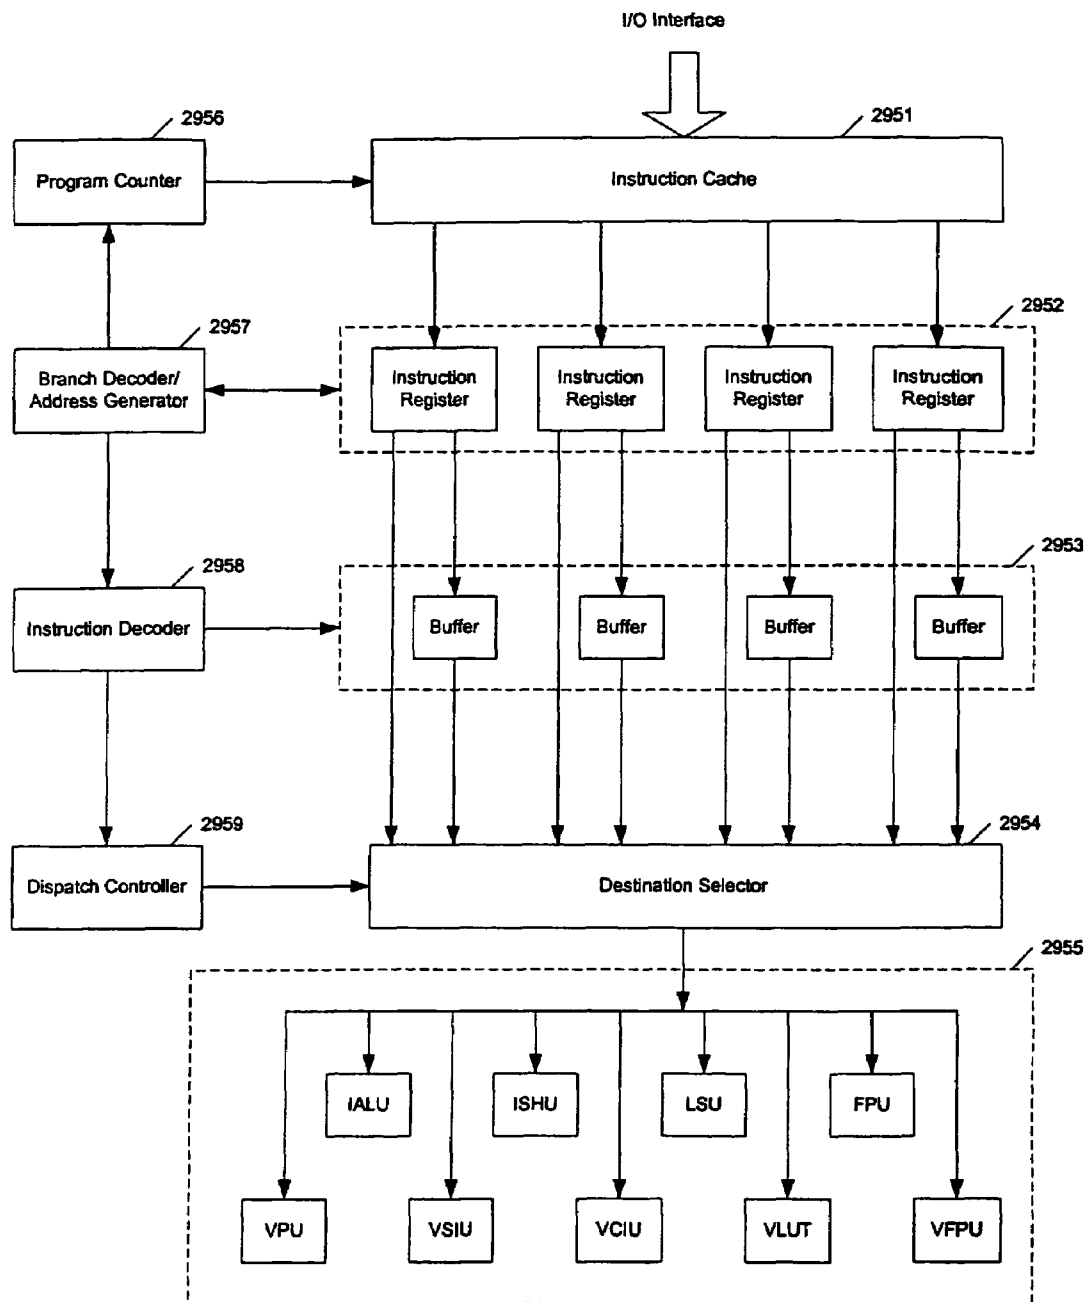 I/O Interface
2956
2951
Program Counter
Instruction Cache
2952
2957
Branch Decoder/
Address Generator
Instruction
Register
Instruction
Register
Instruction
Register
Instruction
Register
2953
2958
Instruction Decoder
Buffer
Buffer
Buffer
Buffer
2959
2954
Dispatch Controller
Destination Selector
2955
IALU
ISHU
LSU
FPU
VPU
VSIU
VCIU
VLUT
VFPU